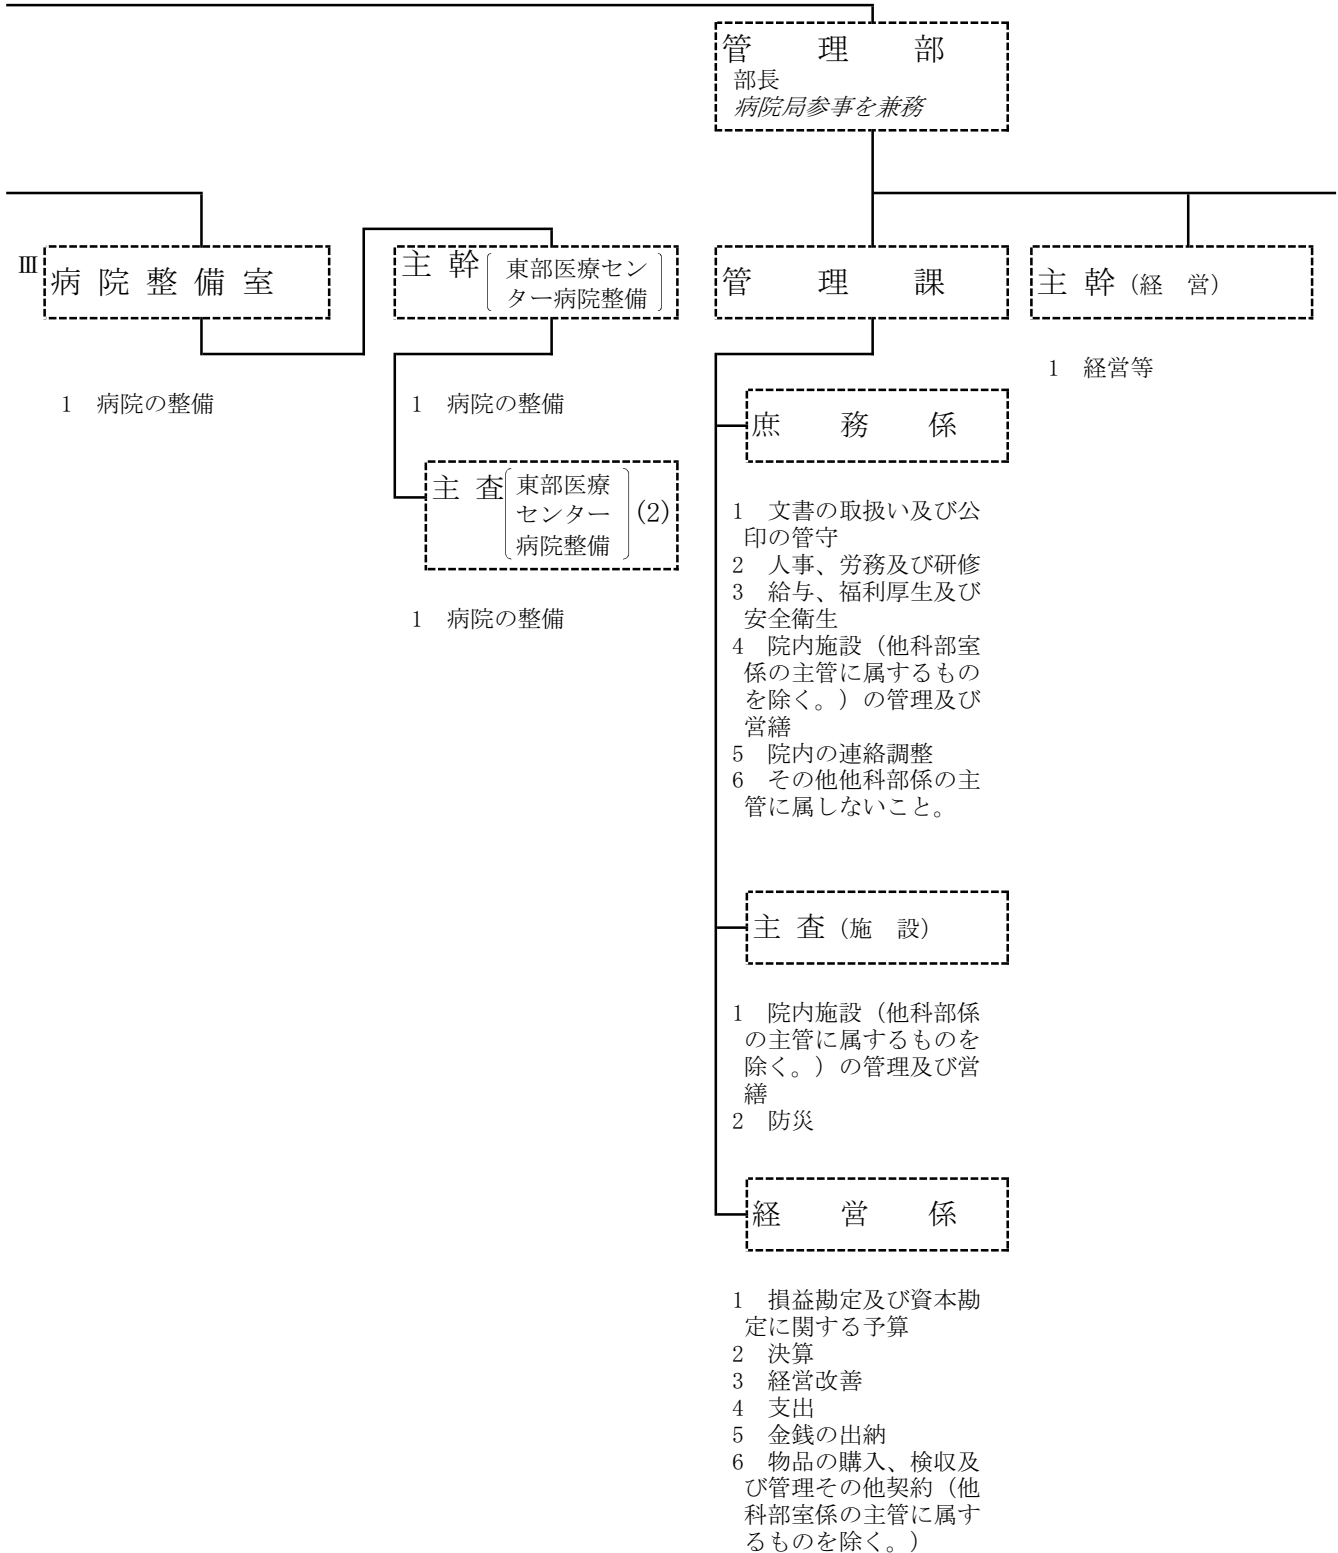 管理部
部長
病院局参事を兼務
Ⅲ
病院整備室
1 病院の整備
主幹
東部医療セン
ター病院整備
1 病院の整備
主査
東部医療
センター
病院整備
(2)
1 病院の整備
管理課
主幹(経 営)
1 経営等
庶務係
1 文書の取扱い及び公
印の管守
2 人事、労務及び研修
3 給与、福利厚生及び
安全衛生
4 院内施設（他科部室
係の主管に属するもの
を除く。）の管理及び
営繕
5 院内の連絡調整
6 その他他科部係の主
管に属しないこと。
主査(施 設)
1 院内施設（他科部係
の主管に属するものを
除く。）の管理及び営
繕
2 防災
経営係
1 損益勘定及び資本勘
定に関する予算
2 決算
3 経営改善
4 支出
5 金銭の出納
6 物品の購入、検収及
び管理その他契約（他
科部室係の主管に属す
るものを除く。）